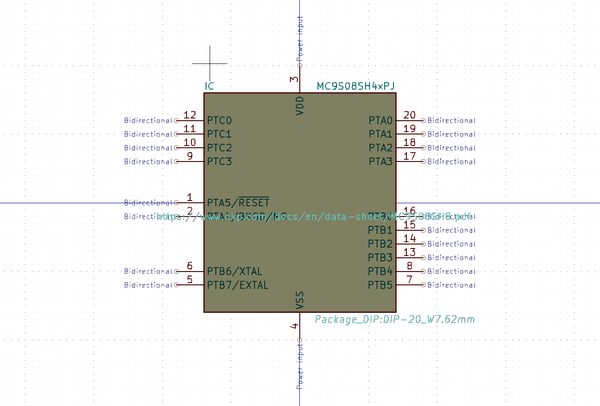 Power input
3
IC
MC9S08SH4xPJ
VDD
Bidirectional 12 PTC0
PTA0 20 Bidirectional
Bidirectional 11 PTC1
PTA1 19 Bidirectional
Bidirectional 10 PTC2
PTA2 18 Bidirectional
Bidirectional 9 PTC3
PTA3 17 Bidirectional
Bidirectional 1 PTA5/RESET
Bidirectional 2
16
PTB1 15 Bidirectional
PTB2 14 Bidirectional
PTB3 13 Bidirectional
Bidirectional 6 PTB6/XTAL
PTB4 8 Bidirectional
Bidirectional 5 PTB7/EXTAL
PTB5 7 Bidirectional
VSS
4
Package_DIP:DIP-20_W7.62mm
Power input